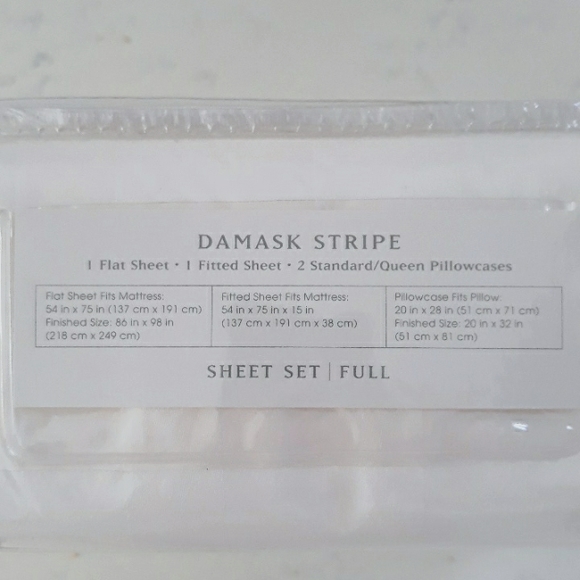 DAMASK STRIPE
1 Flat Sheet • 1 Fitted Sheet • 2 Standard/Queen Pillowcases
Flat Sheet Fits Mattress:
54 in x 75 in (137 cm x 191 cm)
Finished Size: 86 in x 98 in
(218 cm x 249 cm)
Fitted Sheet Fits Mattress:
54 in x 75 in x 15 in
(137 cm x 191 cm x 38 cm)
Pillowcase Fits Pillow:
20 in x 28 in (51 cm x 71 cm)
Finished Size: 20 in x 32 in
(51 cm x 81 cm)
SHEET SET | FULL